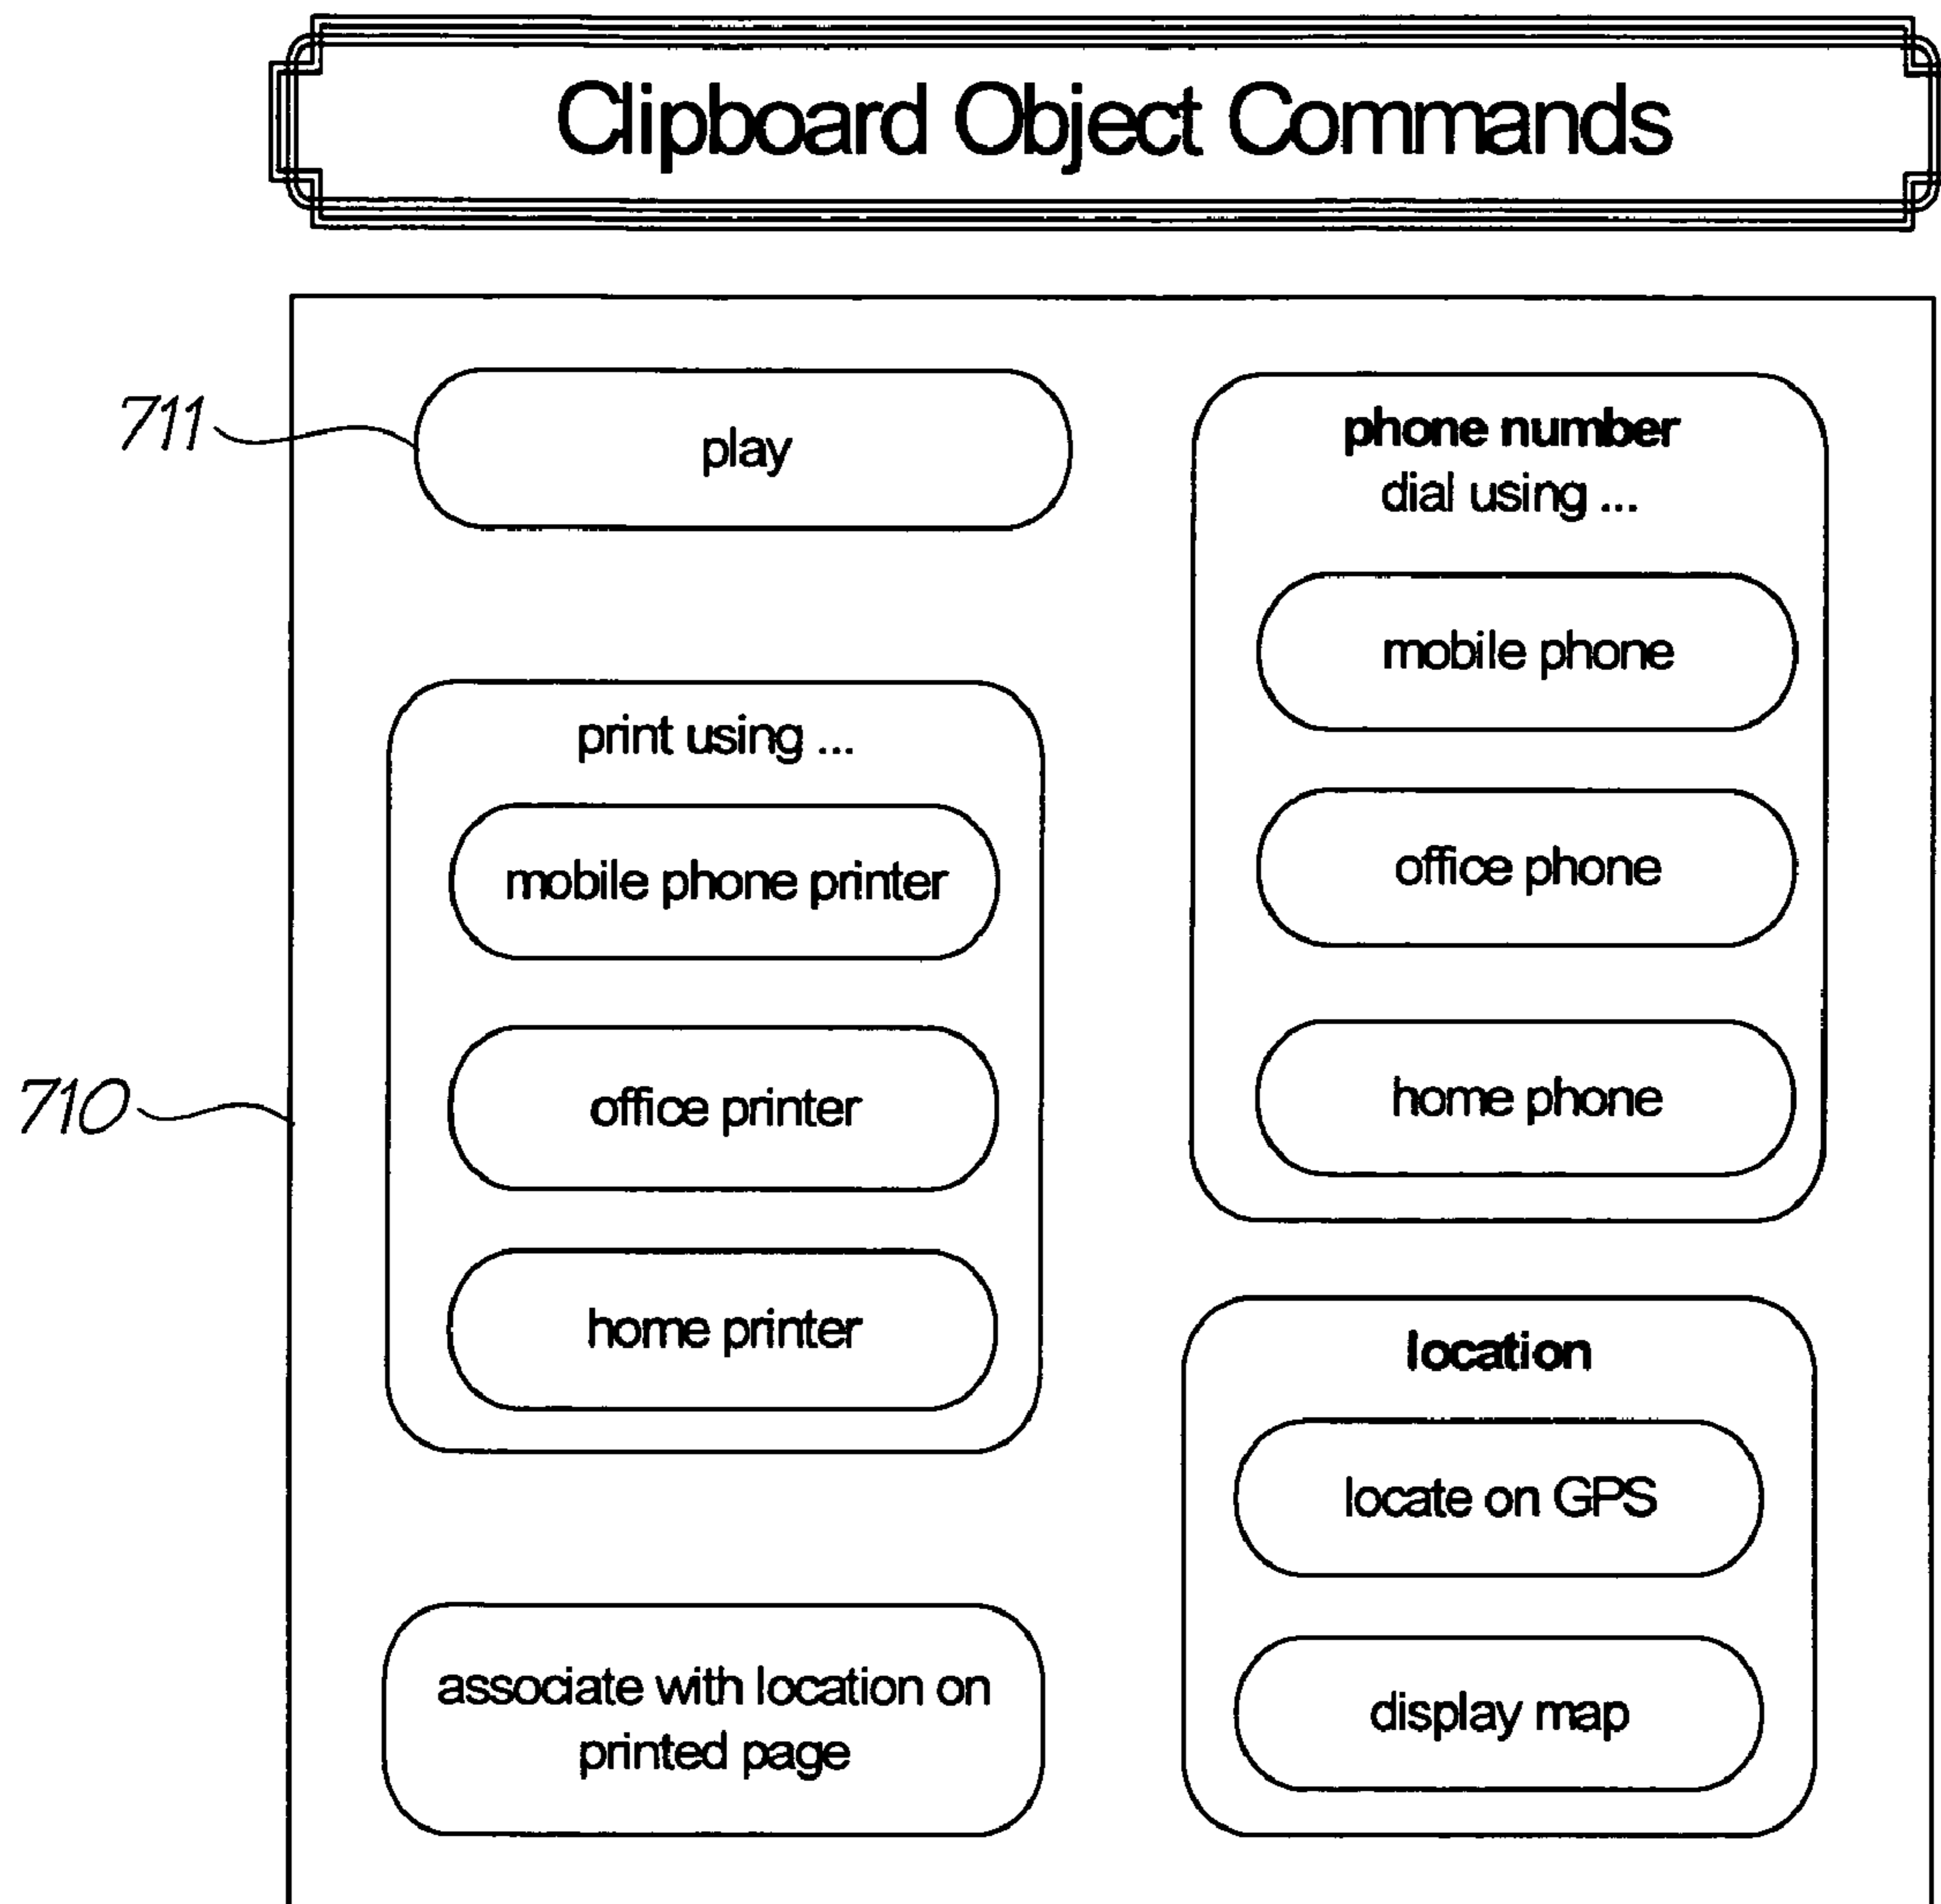 Clipboard Object Commands
711
play
print using ...
mobile phone printer
office printer
home printer
710
associate with location on
printed page
phone number
dial using ...
mobile phone
office phone
home phone
location
locate on GPS
display map